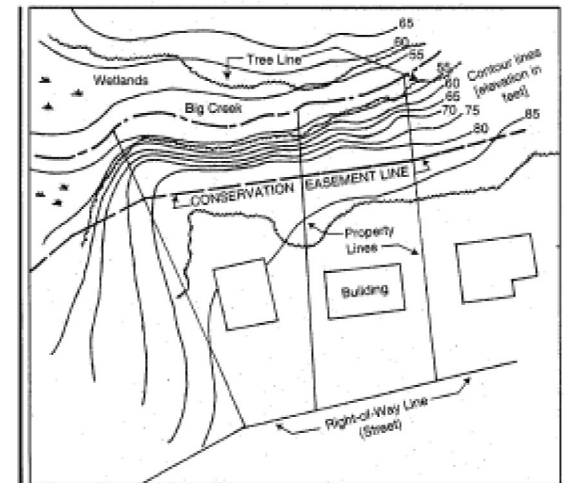 65
60
55
Tree Line
Wetlands
Big Creek
Contour lines
[elevation in
feet]
55
60
65
70
75
80
85
CONSERVATION EASEMENT LINE
Property
Lines
Building
Right-of-Way Line
(Street)